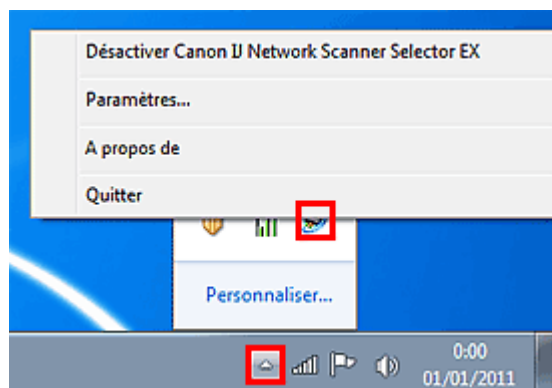 Désactiver Canon IJ Network Scanner Selector EX
Paramètres...
A propos de
Quitter
Personnaliser...
0:00
01/01/2011